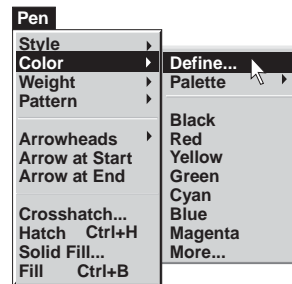 Pen
Style
Color
Weight
Pattern
Arrowheads
Arrow at Start
Arrow at End
Crosshatch...
Hatch Ctrl+H
Solid Fill...
Fill Ctrl+B
Define...
Palette
Black
Red
Yellow
Green
Cyan
Blue
Magenta
More...